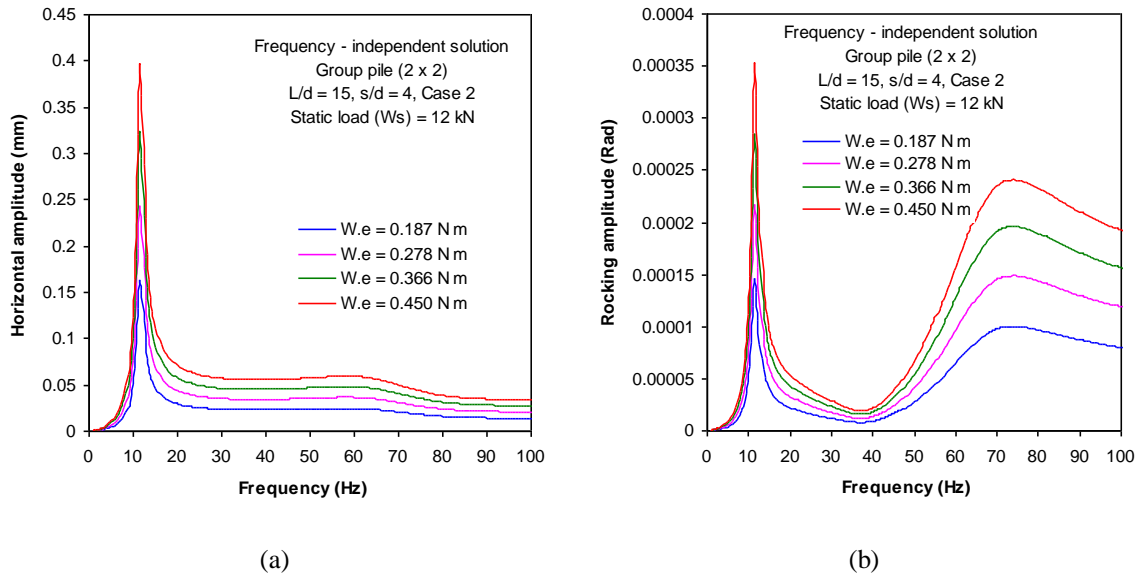 Frequency - independent solution
Group pile (2 x 2)
L/d = 15, s/d = 4, Case 2
Static load (Ws) = 12 kN
W.e = 0.187 N m
W.e = 0.278 N m
W.e = 0.366 N m
W.e = 0.450 N m
Horizontal amplitude (mm)
0.45
0.4
0.35
0.3
0.25
0.2
0.15
0.1
0.05
0
0 10 20 30 40 50 60 70 80 90 100
Frequency (Hz)
(a)
Frequency - independent solution
Group pile (2 x 2)
L/d = 15, s/d = 4, Case 2
Static load (Ws) = 12 kN
W.e = 0.187 N m
W.e = 0.278 N m
W.e = 0.366 N m
W.e = 0.450 N m
Rocking amplitude (Rad)
0.0004
0.00035
0.0003
0.00025
0.0002
0.00015
0.0001
0.00005
0
0 10 20 30 40 50 60 70 80 90 100
Frequency (Hz)
(b)